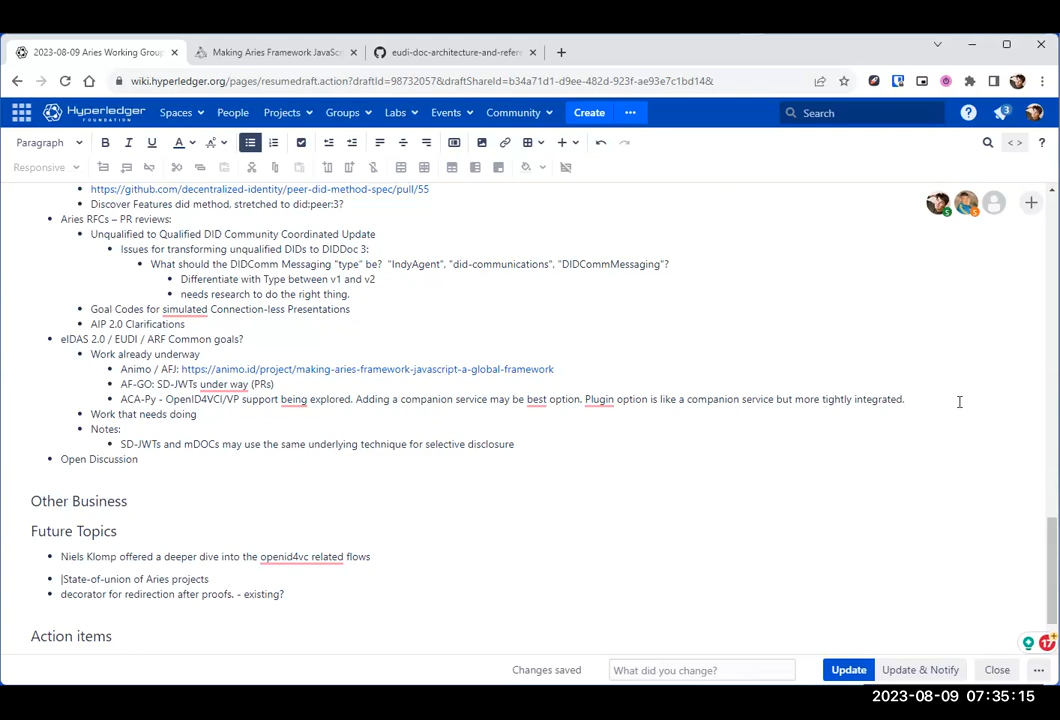 2023-08-09 Aries Working Grou
Making Aries Framework JavaScr
eudi-doc-architecture-and-refere
wiki.hyperledger.org/pages/resumedraft.action?draftId=98732057&draftShareId=b34a71d1-d9ee-482d-923f-ae93e7c1bd14&
HYPERLEDGER FOUNDATION Spaces People Projects Groups Labs Events Community Create Search 3
Paragraph B I U A
Responsive
https://github.com/decentralized-identity/peer-did-method-spec/pull/55
Discover Features did method, stretched to did:peer:3?
Aries RFCs – PR reviews:
Unqualified to Qualified DID Community Coordinated Update
Issues for transforming unqualified DIDs to DIDDoc 3:
What should the DIDComm Messaging "type" be? "IndyAgent", "did-communications", "DIDCommMessaging"?
Differentiate with Type between v1 and v2
needs research to do the right thing.
Goal Codes for simulated Connection-less Presentations
AIP 2.0 Clarifications
eIDAS 2.0 / EUDI / ARF Common goals?
Work already underway
Animo / AFJ: https://animo.id/project/making-aries-framework-javascript-a-global-framework
AF-GO: SD-JWTs under way (PRs)
ACA-Py - OpenID4VCI/VP support being explored. Adding a companion service may be best option. Plugin option is like a companion service but more tightly integrated.
Work that needs doing
Notes:
SD-JWTs and mDOCs may use the same underlying technique for selective disclosure
Open Discussion
Other Business
Future Topics
Niels Klomp offered a deeper dive into the openid4vc related flows
State-of-union of Aries projects
decorator for redirection after proofs. - existing?
Action items
17
Changes saved What did you change? Update Update & Notify Close
2023-08-09 07:35:15